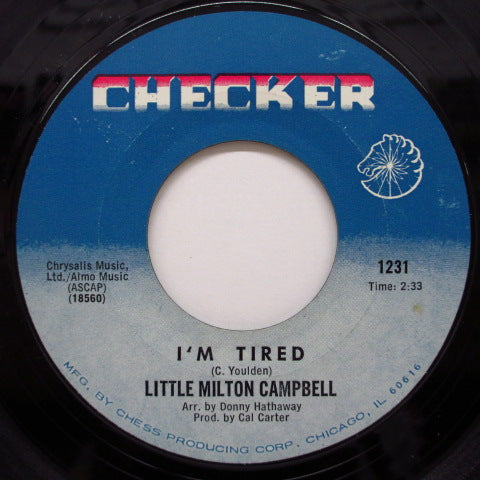 CHECKER
Chrysalis Music,
Ltd./Almo Music
(ASCAP)
(18560)
1231
Time: 2:33
I'M TIRED
(C. Youlden)
LITTLE MILTON CAMPBELL
Arr. by Donny Hathaway
Prod. by Cal Carter
MFG. BY CHESS PRODUCING CORP. CHICAGO, IL 60616